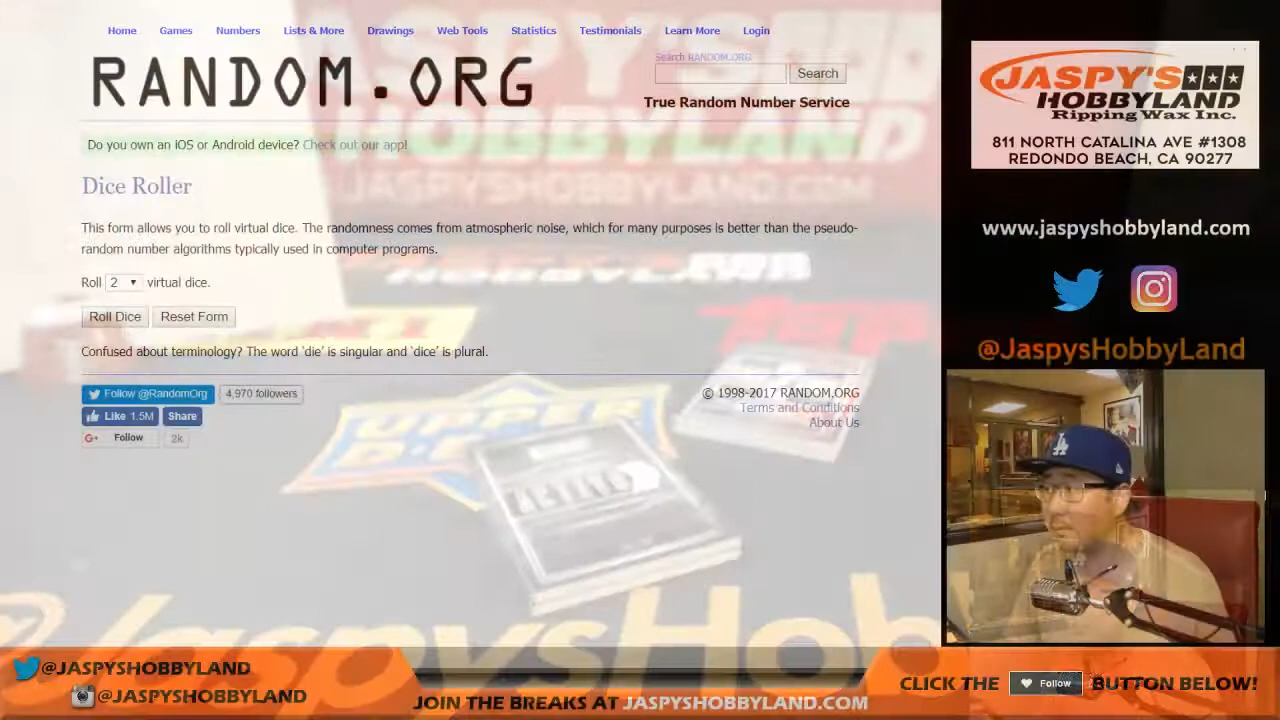 Home Games Numbers Lists & More Drawings Web Tools Statistics Testimonials Learn More Login
RANDOM.ORG
Search RANDOM.ORG
Search
True Random Number Service
Do you own an iOS or Android device? Check out our app!
Dice Roller
This form allows you to roll virtual dice. The randomness comes from atmospheric noise, which for many purposes is better than the pseudo-
random number algorithms typically used in computer programs.
Roll 2 virtual dice.
Roll Dice Reset Form
Confused about terminology? The word 'die' is singular and 'dice' is plural.
Follow @RandomOrg 4,970 followers
Like 1.5M Share
G+ Follow 2k
© 1998-2017 RANDOM.ORG
Terms and Conditions
About Us
JASPY'S
HOBBYLAND
JASPYSHOBBYLAND.COM
UPPER
@JaspysHob
JASPY'S
HOBBYLAND
Ripping Wax Inc.
811 NORTH CATALINA AVE #1308
REDONDO BEACH, CA 90277
www.jaspyshobbyland.com
@JaspysHobbyLand
LA
@JASPYSHOBBYLAND
@JASPYSHOBBYLAND
JOIN THE BREAKS AT JASPYSHOBBYLAND.COM
CLICK THE Follow BUTTON BELOW!